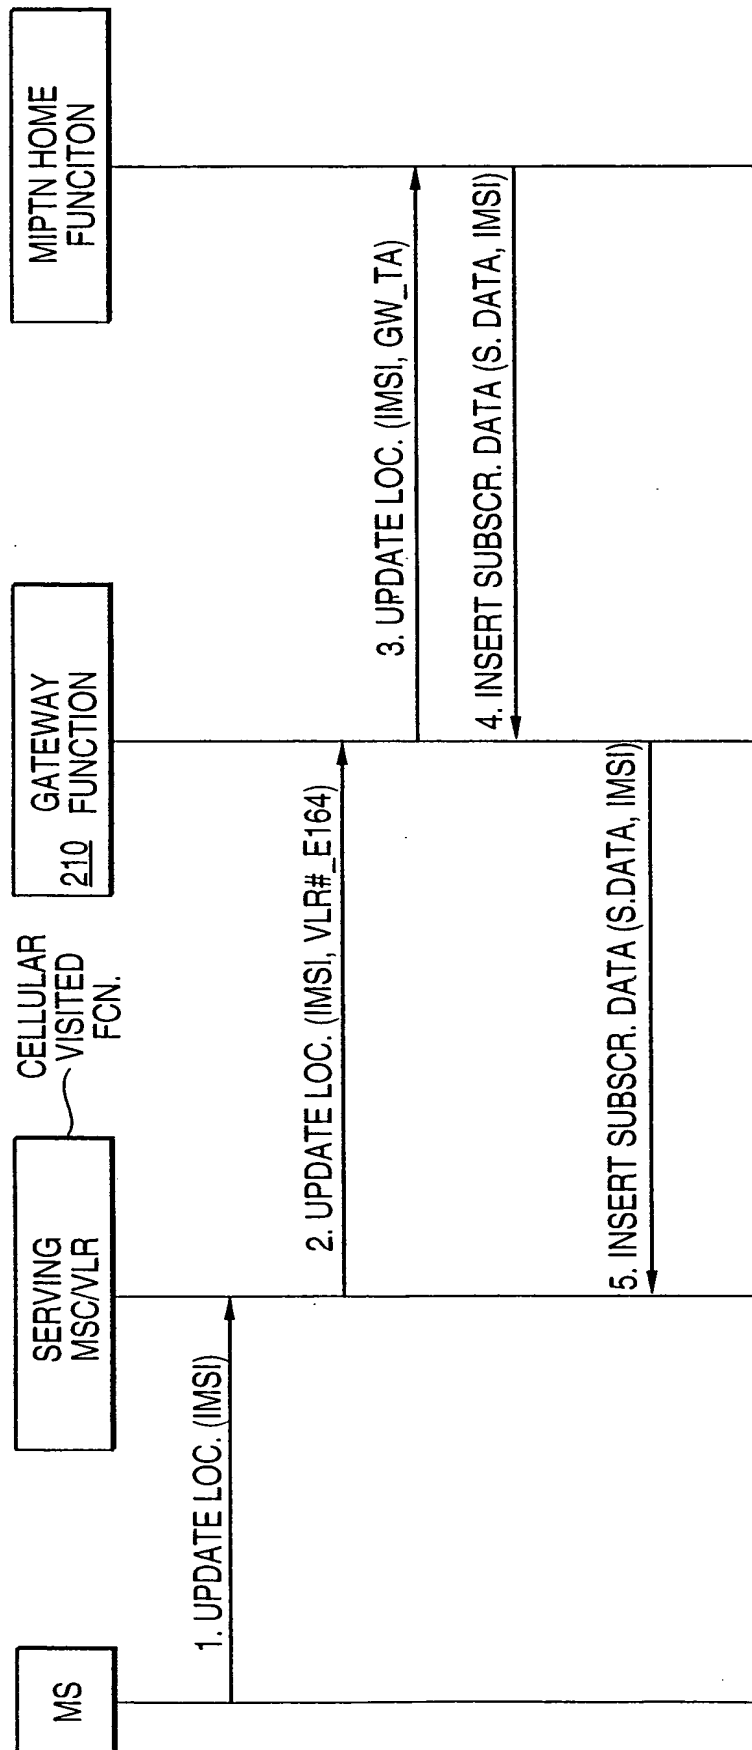 MS
SERVING
MSC/VLR
CELLULAR
VISITED
FCN.
GATEWAY
210 FUNCTION
MIPTN HOME
FUNCITON
1. UPDATE LOC. (IMSI)
2. UPDATE LOC. (IMSI, VLR#_E164)
3. UPDATE LOC. (IMSI, GW_TA)
4. INSERT SUBSCR. DATA (S. DATA, IMSI)
5. INSERT SUBSCR. DATA (S.DATA, IMSI)